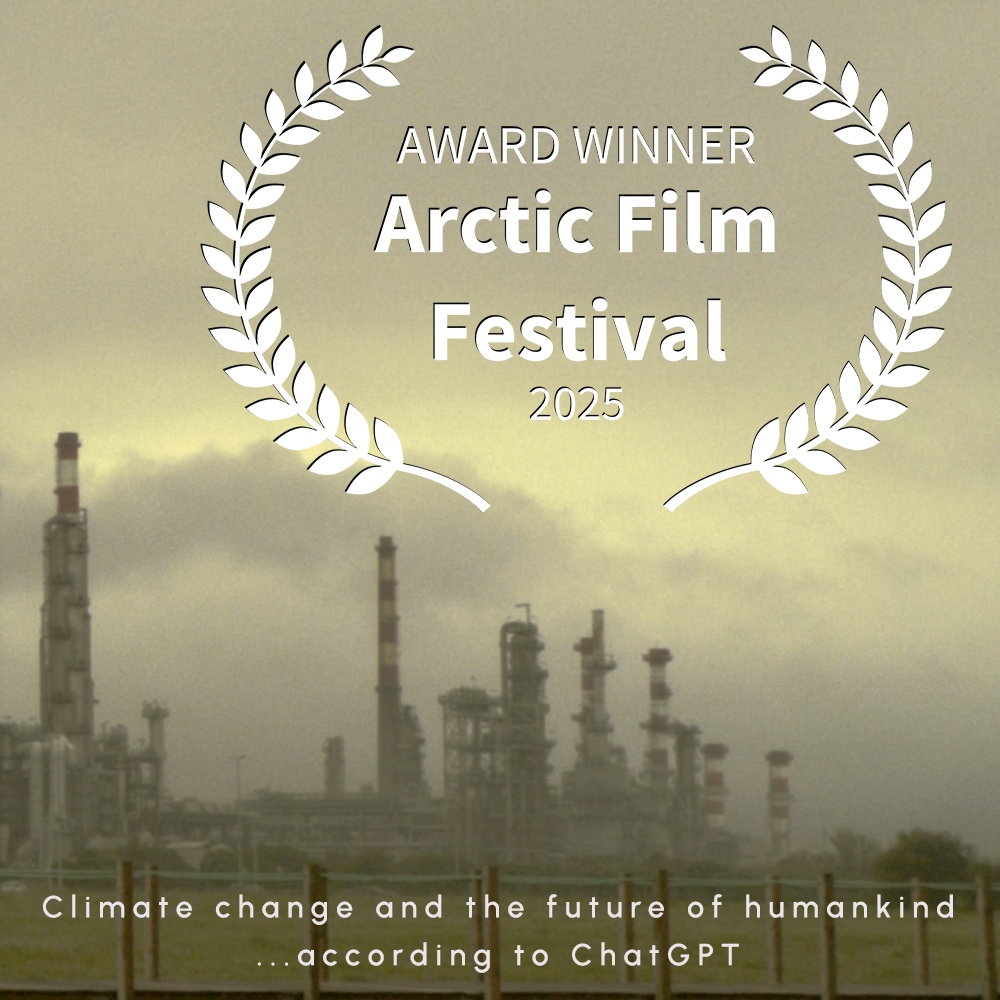 AWARD WINNER
Arctic Film
Festival
2025
Climate change and the future of humankind
...according to ChatGPT